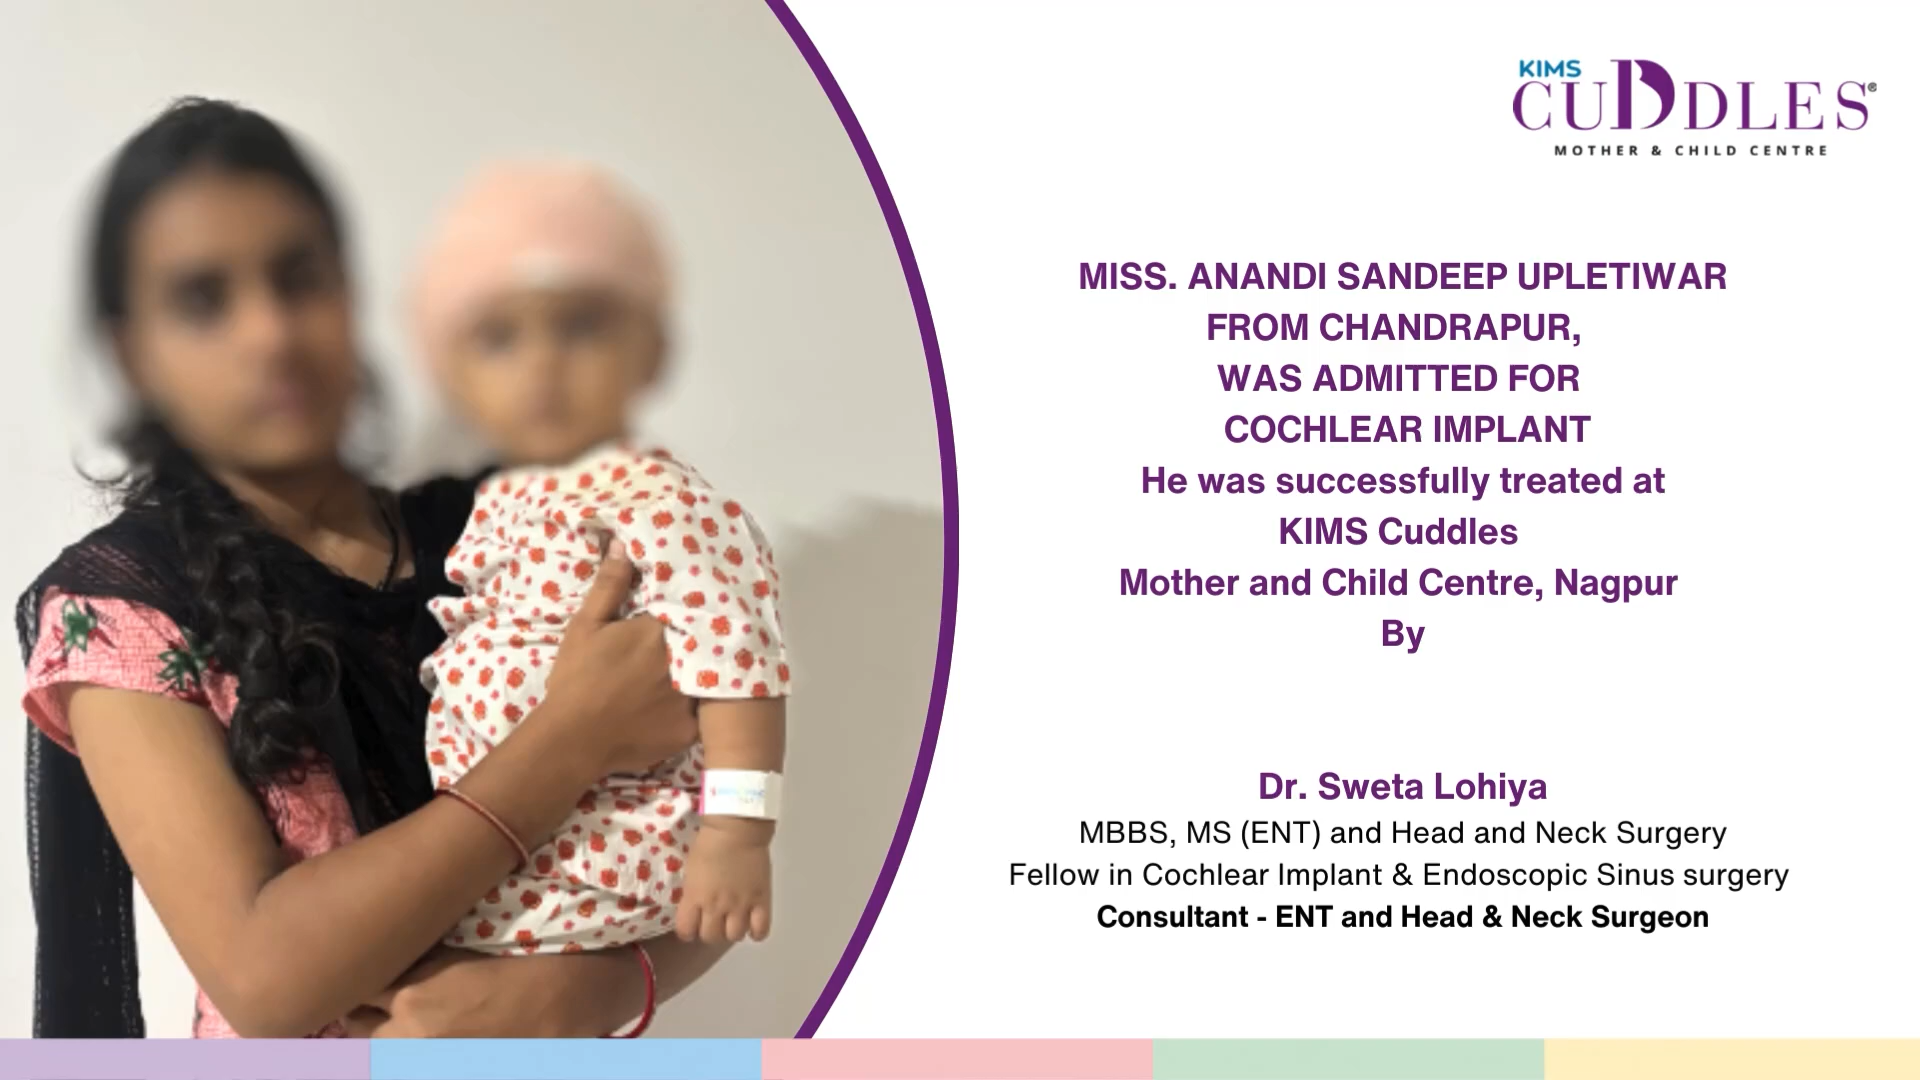 KIMS
CUDDLES®
MOTHER & CHILD CENTRE
MISS. ANANDI SANDEEP UPLETIWAR
FROM CHANDRAPUR,
WAS ADMITTED FOR
COCHLEAR IMPLANT
He was successfully treated at
KIMS Cuddles
Mother and Child Centre, Nagpur
By
Dr. Sweta Lohiya
MBBS, MS (ENT) and Head and Neck Surgery
Fellow in Cochlear Implant & Endoscopic Sinus surgery
Consultant - ENT and Head & Neck Surgeon